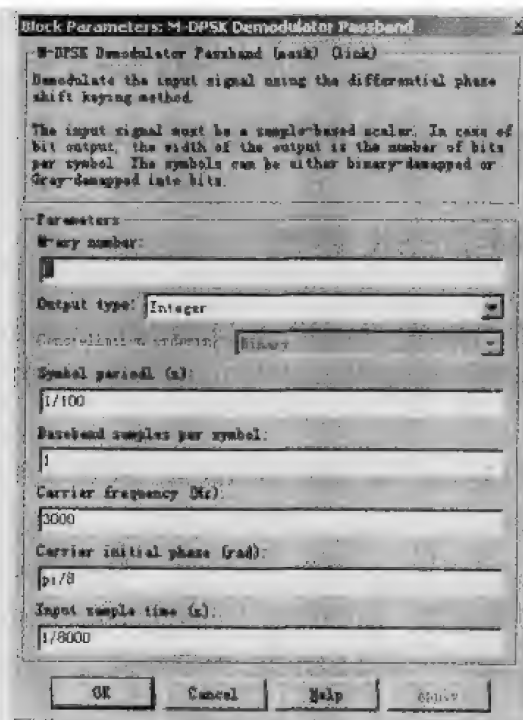 Block Parameters: M-DPSK Demodulator Passband
M-DPSK Demodulator Passband (mask) (link)
Demodulate the input signal using the differential phase
shift keying method.
The input signal must be a sample-based scalar. In case of
bit output, the width of the output is the number of bits
per symbol. The symbols can be either binary-demapped or
Gray-demapped into bits.
Parameters
M-ary number:
Output type: Integer
Constellation ordering: Binary
Symbol periodl (s):
1/100
Baseband samples per symbol:
1
Carrier frequency (Hz):
3000
Carrier initial phase (rad):
pi/8
Input sample time (s):
1/8000
OK Cancel Help Apply